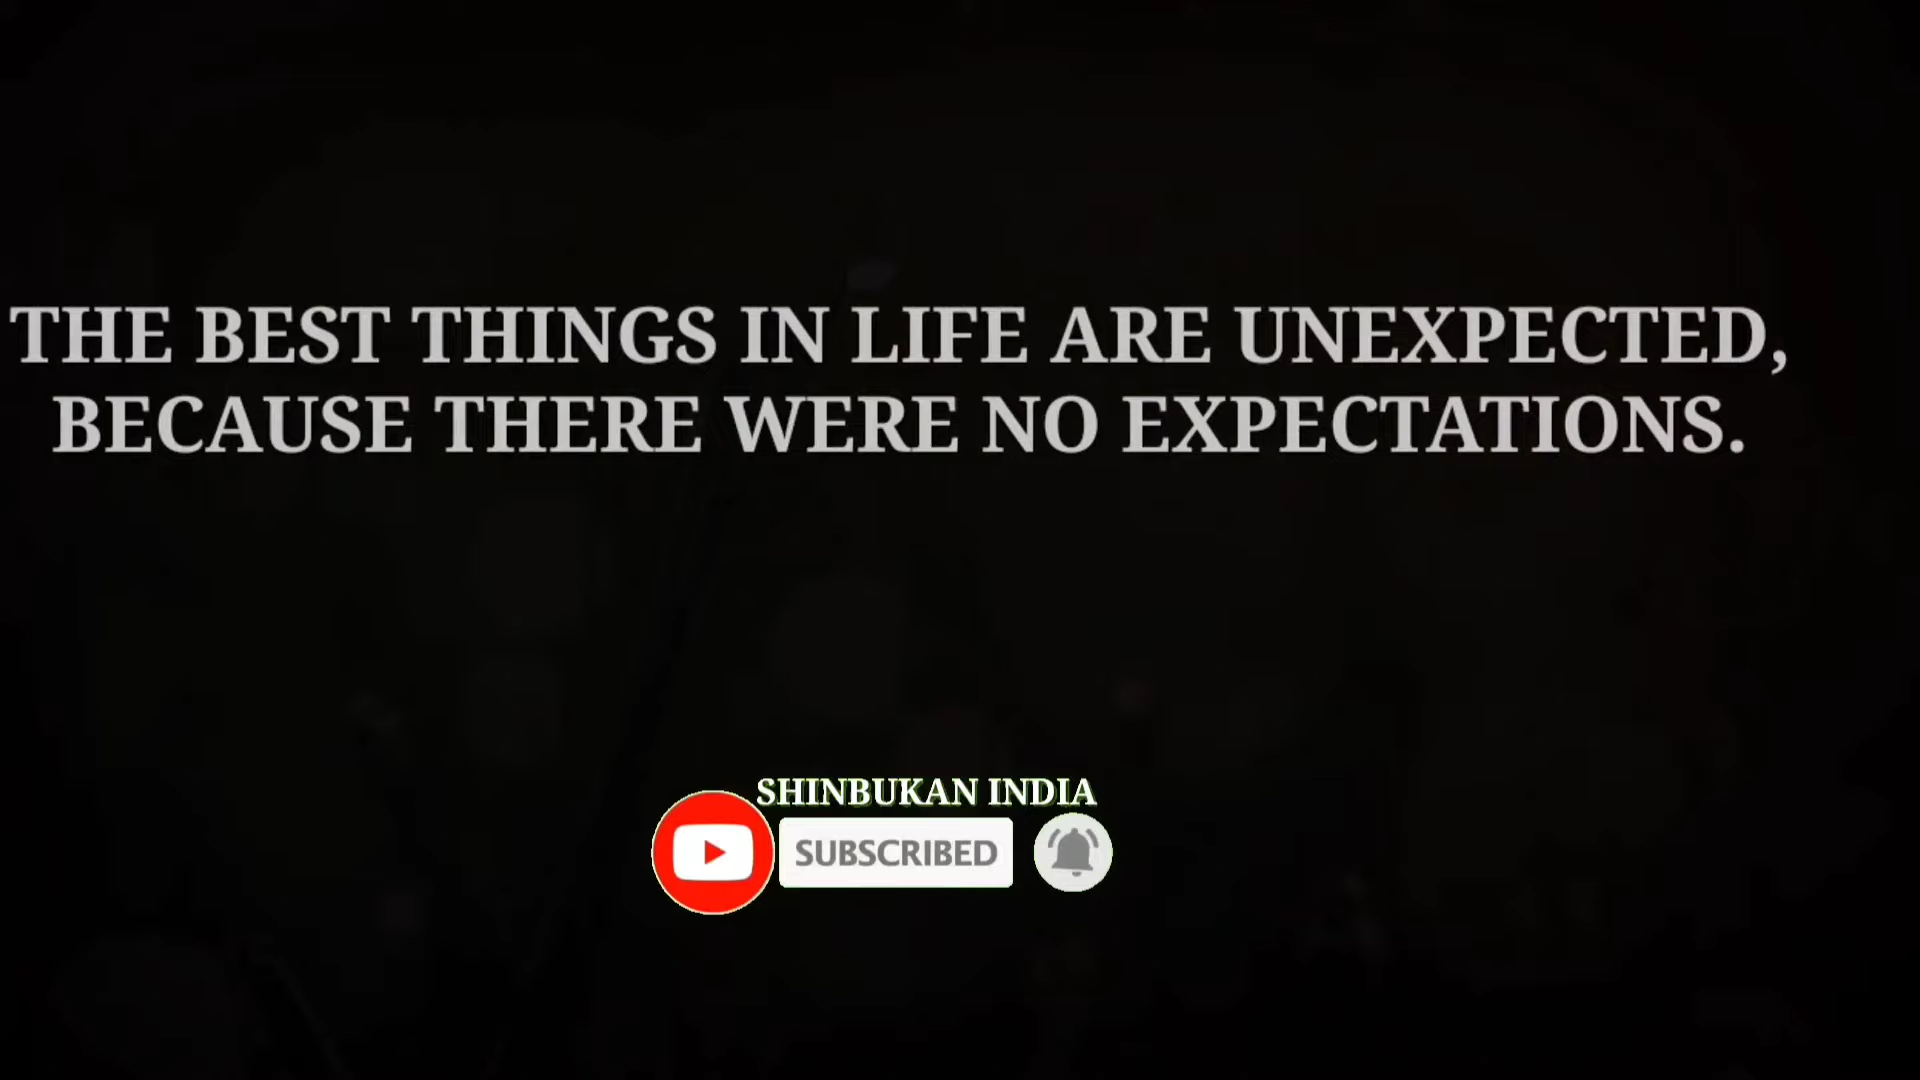 THE BEST THINGS IN LIFE ARE UNEXPECTED,
BECAUSE THERE WERE NO EXPECTATIONS.
SHINBUKAN INDIA
SUBSCRIBED